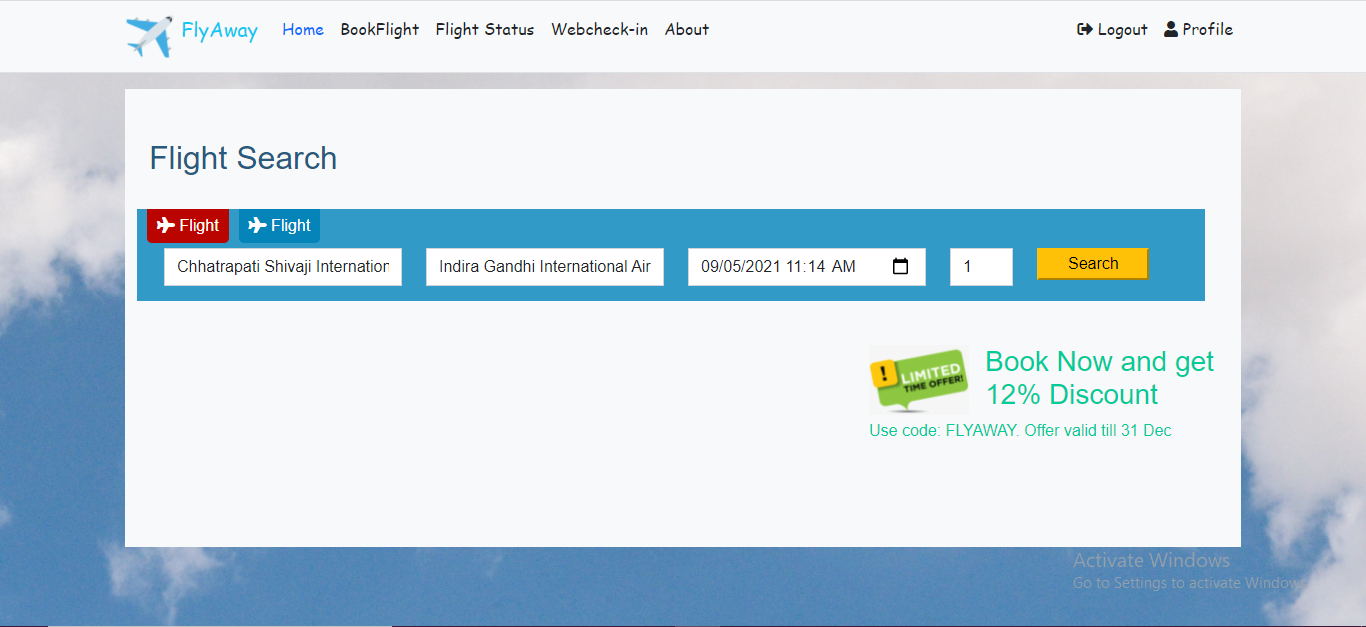 FlyAway Home BookFlight Flight Status Webcheck-in About Logout Profile
Flight Search
Flight Flight
Chhatrapati Shivaji Internation Indira Gandhi International Air 09/05/2021 11:14 AM 1 Search
! LIMITED
TIME OFFER!
Book Now and get
12% Discount
Use code: FLYAWAY. Offer valid till 31 Dec
Activate Windows
Go to Settings to activate Windows